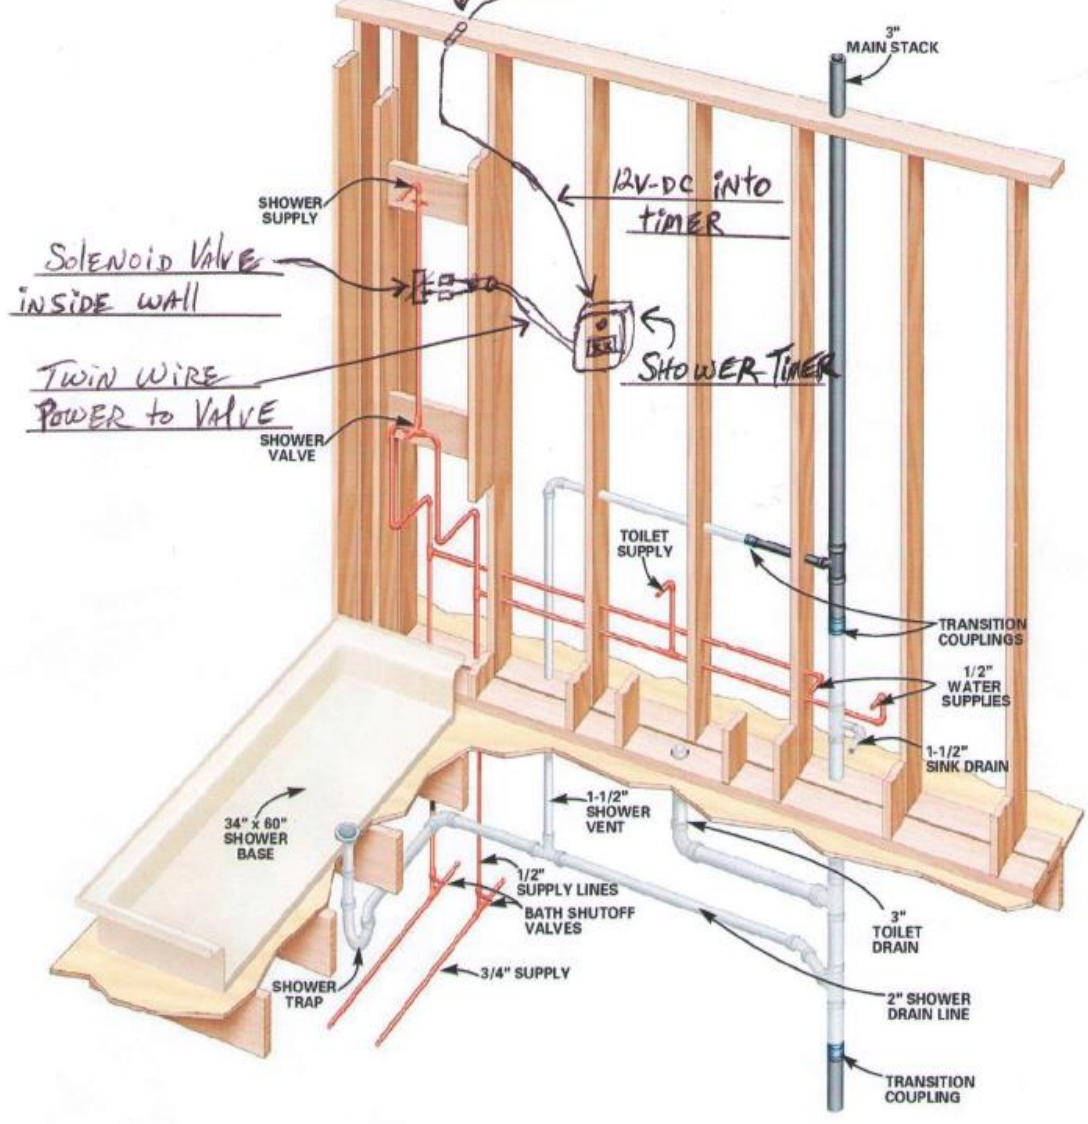 3"
MAIN STACK
12V-DC into
timER
SHOWER
SUPPLY
SOLENOID VALVE
iNSiDE WAll
SHOWER TIMER
TWiN WiRE
POWER to VAlVE
SHOWER
VALVE
TOILET
SUPPLY
TRANSITION
COUPLINGS
1/2"
WATER
SUPPLIES
1-1/2"
SINK DRAIN
1-1/2"
SHOWER
VENT
34" x 60"
SHOWER
BASE
1/2"
SUPPLY LINES
BATH SHUTOFF
VALVES
3"
TOILET
DRAIN
3/4" SUPPLY
SHOWER
TRAP
2" SHOWER
DRAIN LINE
TRANSITION
COUPLING